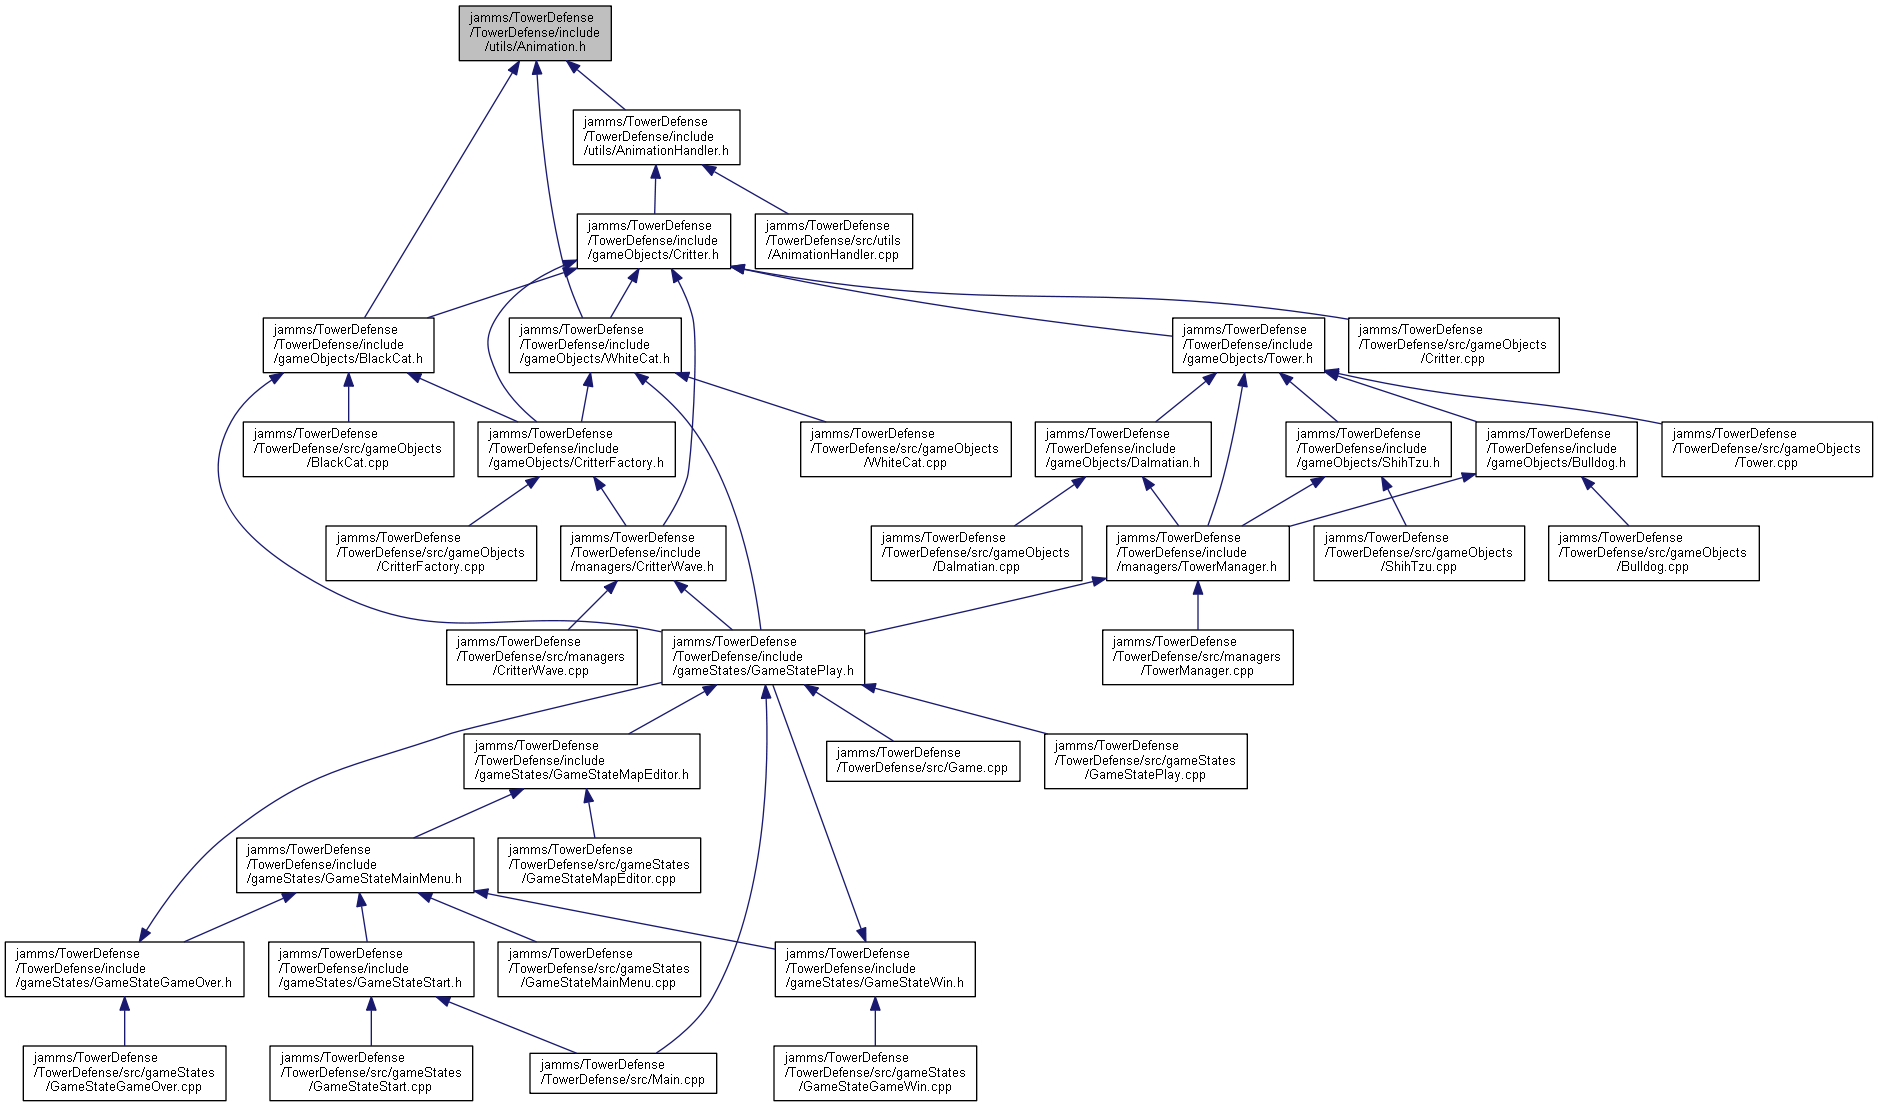 jamms/TowerDefense
/TowerDefense/include
/utils/Animation.h
jamms/TowerDefense
/TowerDefense/include
/utils/AnimationHandler.h
jamms/TowerDefense
/TowerDefense/include
/gameObjects/Critter.h
jamms/TowerDefense
/TowerDefense/src/utils
/AnimationHandler.cpp
jamms/TowerDefense
/TowerDefense/include
/gameObjects/BlackCat.h
jamms/TowerDefense
/TowerDefense/include
/gameObjects/WhiteCat.h
jamms/TowerDefense
/TowerDefense/include
/gameObjects/Tower.h
jamms/TowerDefense
/TowerDefense/src/gameObjects
/Critter.cpp
jamms/TowerDefense
/TowerDefense/src/gameObjects
/BlackCat.cpp
jamms/TowerDefense
/TowerDefense/include
/gameObjects/CritterFactory.h
jamms/TowerDefense
/TowerDefense/src/gameObjects
/WhiteCat.cpp
jamms/TowerDefense
/TowerDefense/include
/gameObjects/Dalmatian.h
jamms/TowerDefense
/TowerDefense/include
/gameObjects/ShihTzu.h
jamms/TowerDefense
/TowerDefense/include
/gameObjects/Bulldog.h
jamms/TowerDefense
/TowerDefense/src/gameObjects
/Tower.cpp
jamms/TowerDefense
/TowerDefense/src/gameObjects
/CritterFactory.cpp
jamms/TowerDefense
/TowerDefense/include
/managers/CritterWave.h
jamms/TowerDefense
/TowerDefense/src/gameObjects
/Dalmatian.cpp
jamms/TowerDefense
/TowerDefense/include
/managers/TowerManager.h
jamms/TowerDefense
/TowerDefense/src/gameObjects
/ShihTzu.cpp
jamms/TowerDefense
/TowerDefense/src/gameObjects
/Bulldog.cpp
jamms/TowerDefense
/TowerDefense/src/managers
/CritterWave.cpp
jamms/TowerDefense
/TowerDefense/include
/gameStates/GameStatePlay.h
jamms/TowerDefense
/TowerDefense/src/managers
/TowerManager.cpp
jamms/TowerDefense
/TowerDefense/include
/gameStates/GameStateMapEditor.h
jamms/TowerDefense
/TowerDefense/src/Game.cpp
jamms/TowerDefense
/TowerDefense/src/gameStates
/GameStatePlay.cpp
jamms/TowerDefense
/TowerDefense/include
/gameStates/GameStateMainMenu.h
jamms/TowerDefense
/TowerDefense/src/gameStates
/GameStateMapEditor.cpp
jamms/TowerDefense
/TowerDefense/include
/gameStates/GameStateGameOver.h
jamms/TowerDefense
/TowerDefense/include
/gameStates/GameStateStart.h
jamms/TowerDefense
/TowerDefense/src/gameStates
/GameStateMainMenu.cpp
jamms/TowerDefense
/TowerDefense/include
/gameStates/GameStateWin.h
jamms/TowerDefense
/TowerDefense/src/gameStates
/GameStateGameOver.cpp
jamms/TowerDefense
/TowerDefense/src/gameStates
/GameStateStart.cpp
jamms/TowerDefense
/TowerDefense/src/Main.cpp
jamms/TowerDefense
/TowerDefense/src/gameStates
/GameStateGameWin.cpp